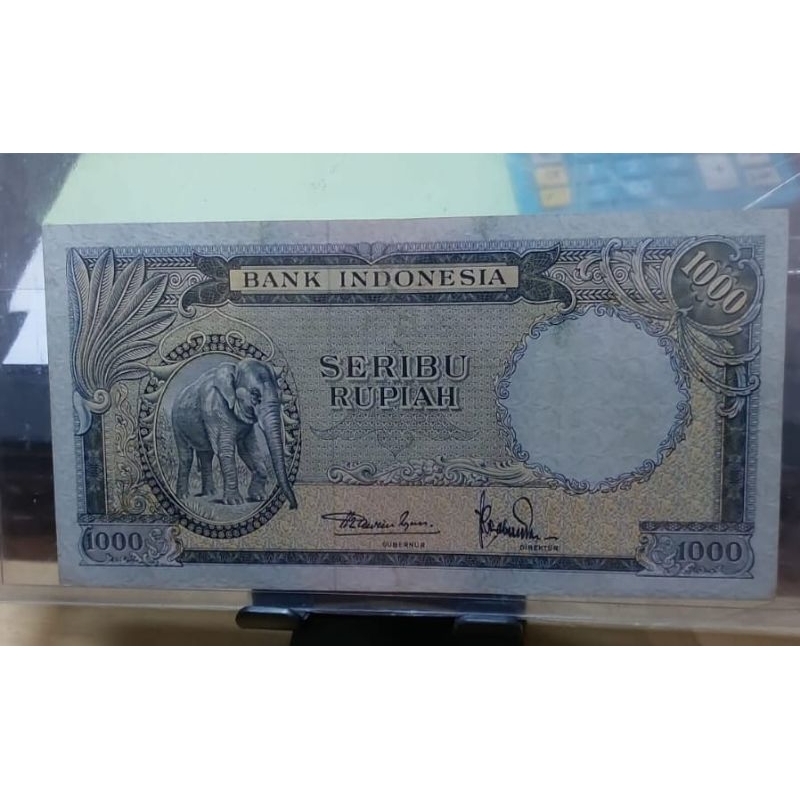 BANK INDONESIA
1000
SERIBU
RUPIAH
GUBERNUR
DIREKTUR
1000
1000